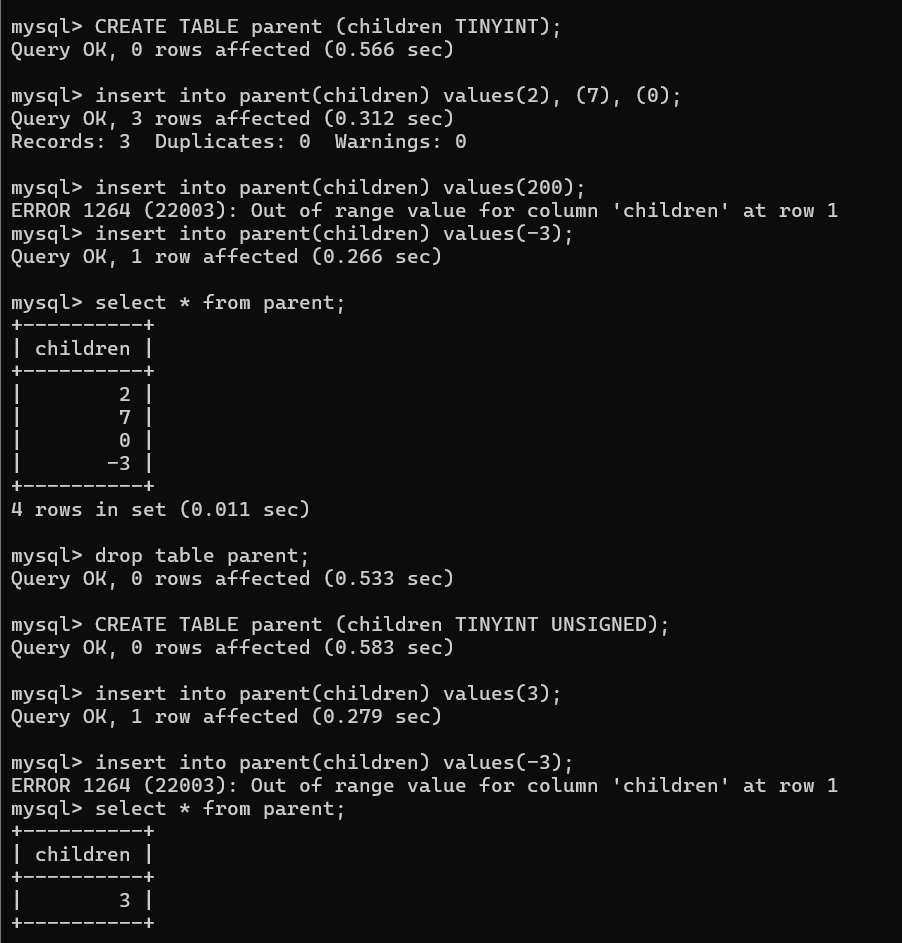 mysql> CREATE TABLE parent (children TINYINT);
Query OK, 0 rows affected (0.566 sec)
mysql> insert into parent(children) values(2), (7), (0);
Query OK, 3 rows affected (0.312 sec)
Records: 3  Duplicates: 0  Warnings: 0
mysql> insert into parent(children) values(200);
ERROR 1264 (22003): Out of range value for column 'children' at row 1
mysql> insert into parent(children) values(-3);
Query OK, 1 row affected (0.266 sec)
mysql> select * from parent;
+----------+
| children |
+----------+
|        2 |
|        7 |
|        0 |
|       -3 |
+----------+
4 rows in set (0.011 sec)
mysql> drop table parent;
Query OK, 0 rows affected (0.533 sec)
mysql> CREATE TABLE parent (children TINYINT UNSIGNED);
Query OK, 0 rows affected (0.583 sec)
mysql> insert into parent(children) values(3);
Query OK, 1 row affected (0.279 sec)
mysql> insert into parent(children) values(-3);
ERROR 1264 (22003): Out of range value for column 'children' at row 1
mysql> select * from parent;
+----------+
| children |
+----------+
|        3 |
+----------+